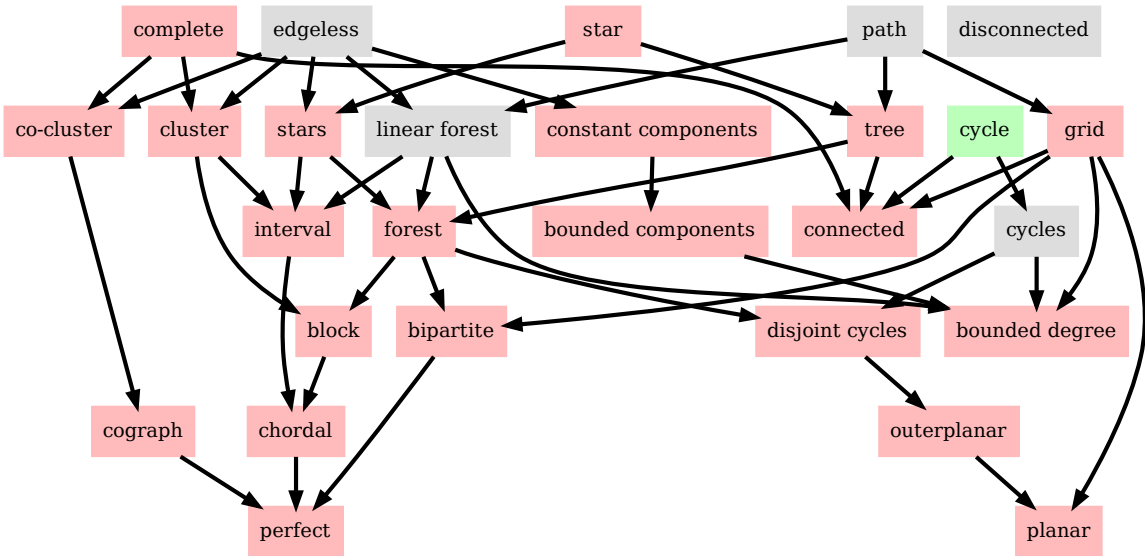 complete
edgeless
star
path
disconnected
co-cluster
cluster
stars
linear forest
constant components
tree
cycle
grid
interval
forest
bounded components
connected
cycles
block
bipartite
disjoint cycles
bounded degree
cograph
chordal
outerplanar
perfect
planar